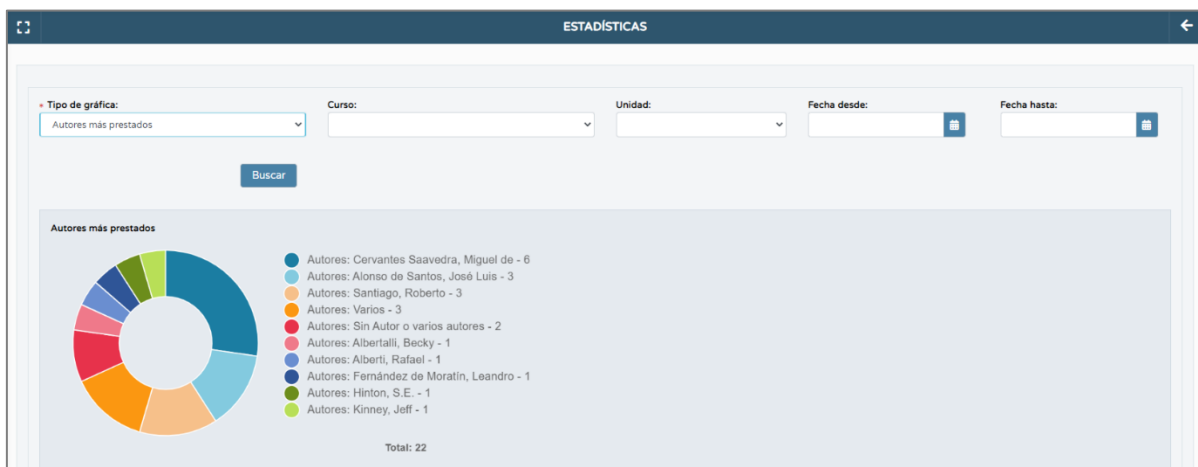 ESTADÍSTICAS
* Tipo de gráfica: Curso: Unidad: Fecha desde: Fecha hasta:
Autores más prestados
Buscar
Autores más prestados
Autores: Cervantes Saavedra, Miguel de - 6
Autores: Alonso de Santos, José Luis - 3
Autores: Santiago, Roberto - 3
Autores: Varios - 3
Autores: Sin Autor o varios autores - 2
Autores: Albertalli, Becky - 1
Autores: Alberti, Rafael - 1
Autores: Fernández de Moratín, Leandro - 1
Autores: Hinton, S.E. - 1
Autores: Kinney, Jeff - 1
Total: 22